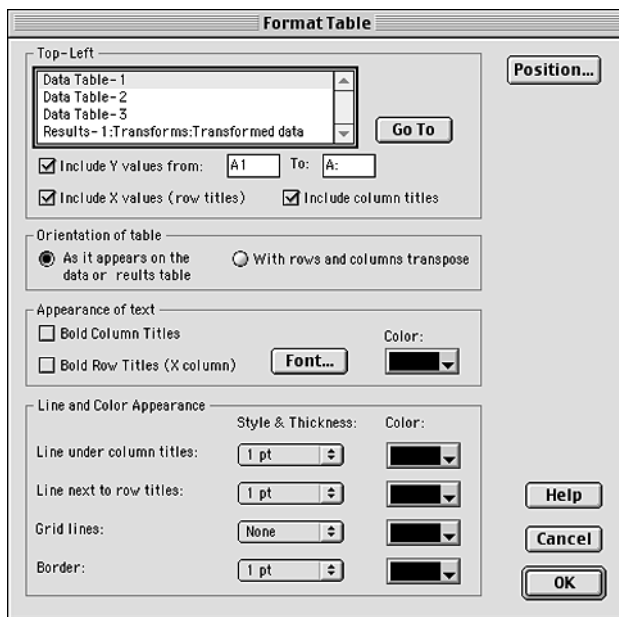 Format Table
Top-Left
Position...
Data Table-1
Data Table-2
Data Table-3
Results-1:Transforms:Transformed data
Go To
Include Y values from: A1 To: A:
Include X values (row titles) Include column titles
Orientation of table
As it appears on the
data or reults table
With rows and columns transpose
Appearance of text
Bold Column Titles
Color:
Bold Row Titles (X column)
Font...
Line and Color Appearance
Style & Thickness: Color:
Line under column titles: 1 pt
Line next to row titles: 1 pt
Grid lines: None
Border: 1 pt
Help
Cancel
OK